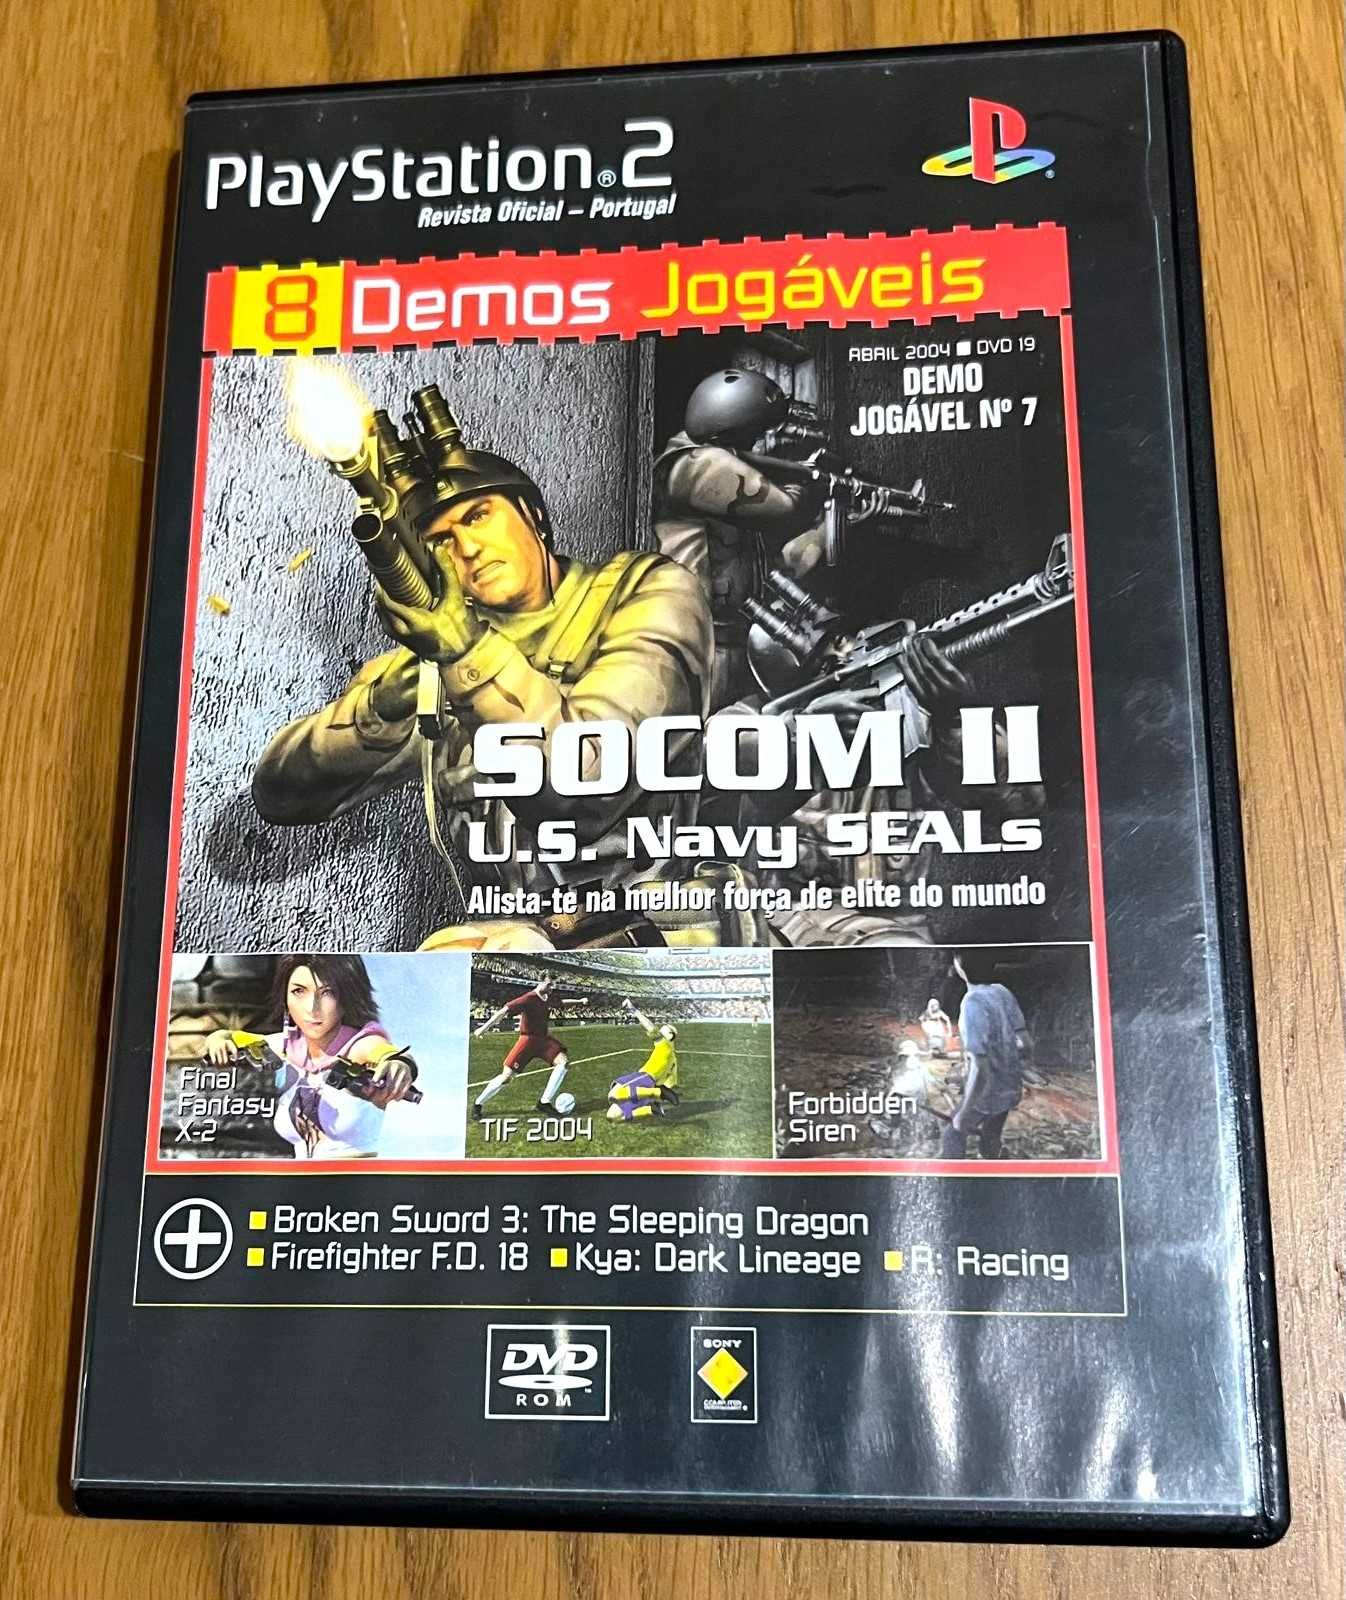 PlayStation®2
Revista Oficial – Portugal
8 Demos Jogáveis
ABRIL 2004 ■ DVD 19
DEMO
JOGÁVEL Nº 7
SOCOM II
U.S. Navy SEALs
Alista-te na melhor força de elite do mundo
Final
Fantasy
X-2
TIF 2004
Forbidden
Siren
Broken Sword 3: The Sleeping Dragon
Firefighter F.D. 18 ■ Kya: Dark Lineage ■ R: Racing
DVD
ROM
SONY
COMPUTER
ENTERTAINMENT